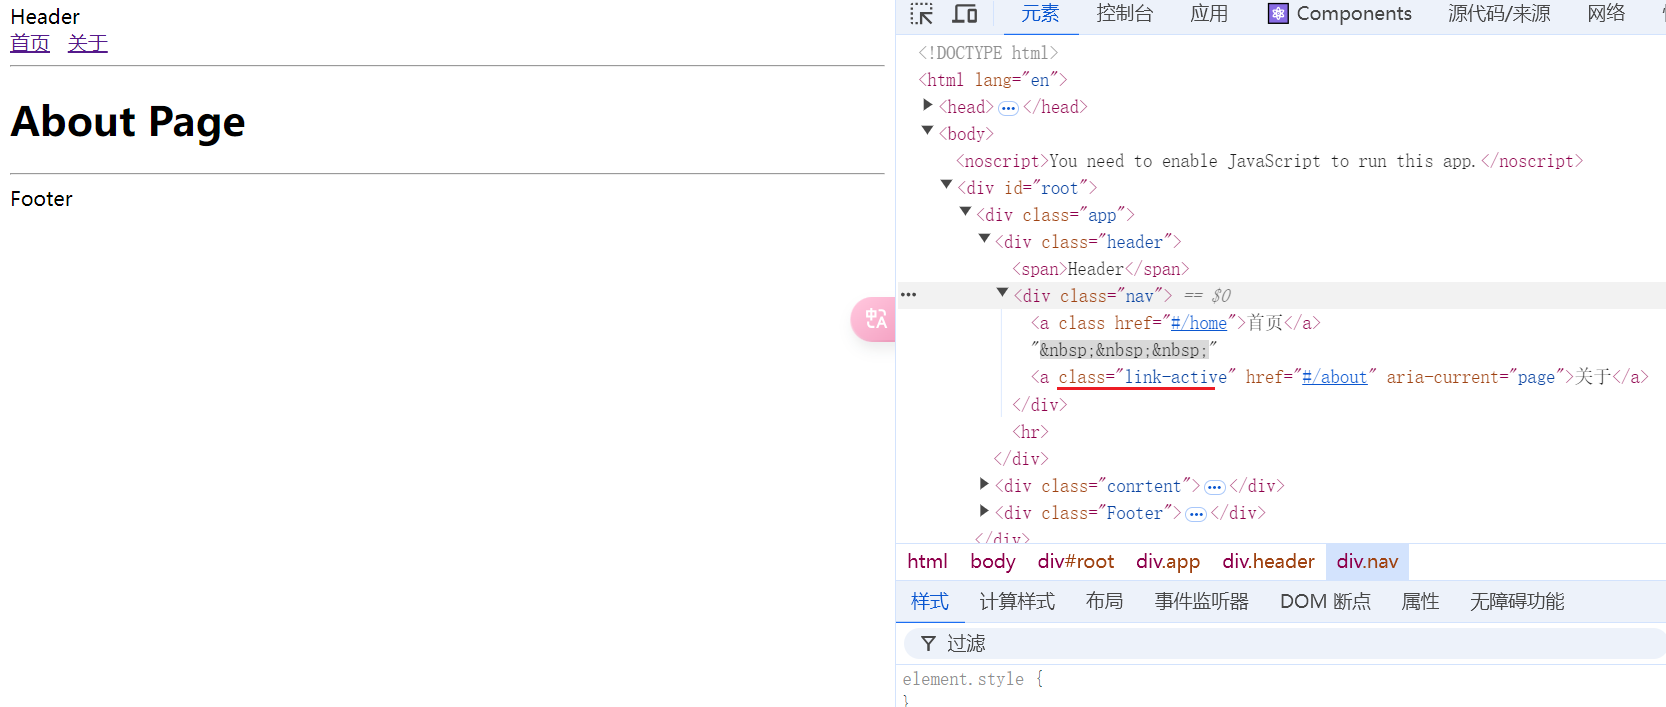 Header
首页 关于
About Page
Footer
元素 控制台 应用 Components 源代码/来源 网络
<!DOCTYPE html>
<html lang="en">
<head> ••• </head>
<body>
<noscript>You need to enable JavaScript to run this app.</noscript>
<div id="root">
<div class="app">
<div class="header">
<span>Header</span>
••• <div class="nav"> == $0
<a class href="#/home">首页</a>
"&nbsp;&nbsp;&nbsp;"
<a class="link-active" href="#/about" aria-current="page">关于</a>
</div>
<hr>
</div>
<div class="conrtent"> ••• </div>
<div class="Footer"> ••• </div>
</div>
html body div#root div.app div.header div.nav
样式 计算样式 布局 事件监听器 DOM 断点 属性 无障碍功能
过滤
element.style {
}